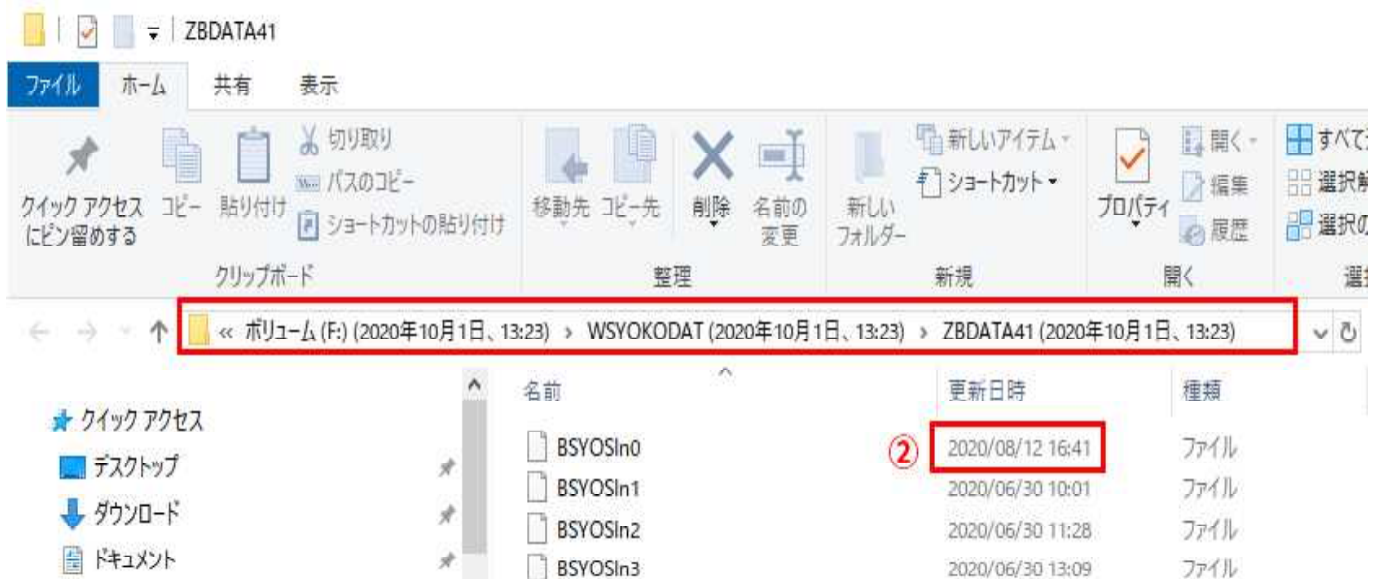 ZBDATA41
ファイル ホーム 共有 表示
クイック アクセス
にピン留めする
コピー
貼り付け
切り取り
パスのコピー
ショートカットの貼り付け
移動先
コピー先
削除
名前の
変更
新しい
フォルダー
新しいアイテム
ショートカット
プロパティ
開く
編集
履歴
すべて
選択解
選択の
クリップボード 整理 新規 開く 選
« ボリューム (F:) (2020年10月1日、13:23) › WSYOKODAT (2020年10月1日、13:23) › ZBDATA41 (2020年10月1日、13:23)
クイック アクセス
デスクトップ
ダウンロード
ドキュメント
名前 更新日時 種類
BSYOSIn0 ② 2020/08/12 16:41 ファイル
BSYOSIn1 2020/06/30 10:01 ファイル
BSYOSIn2 2020/06/30 11:28 ファイル
BSYOSIn3 2020/06/30 13:09 ファイル